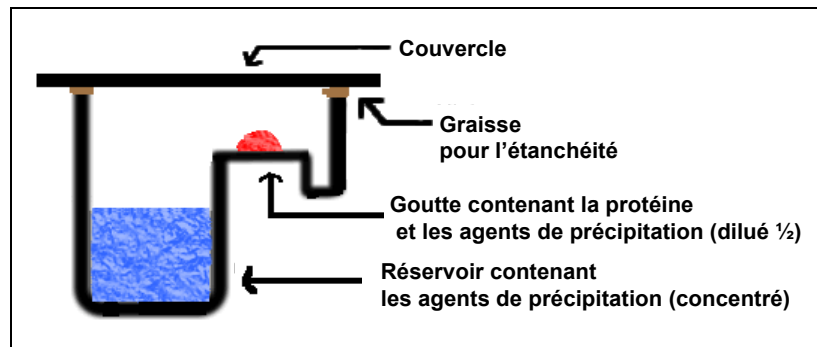 Couvercle
Graisse
pour l'étanchéité
Goutte contenant la protéine
et les agents de précipitation (dilué ½)
Réservoir contenant
les agents de précipitation (concentré)